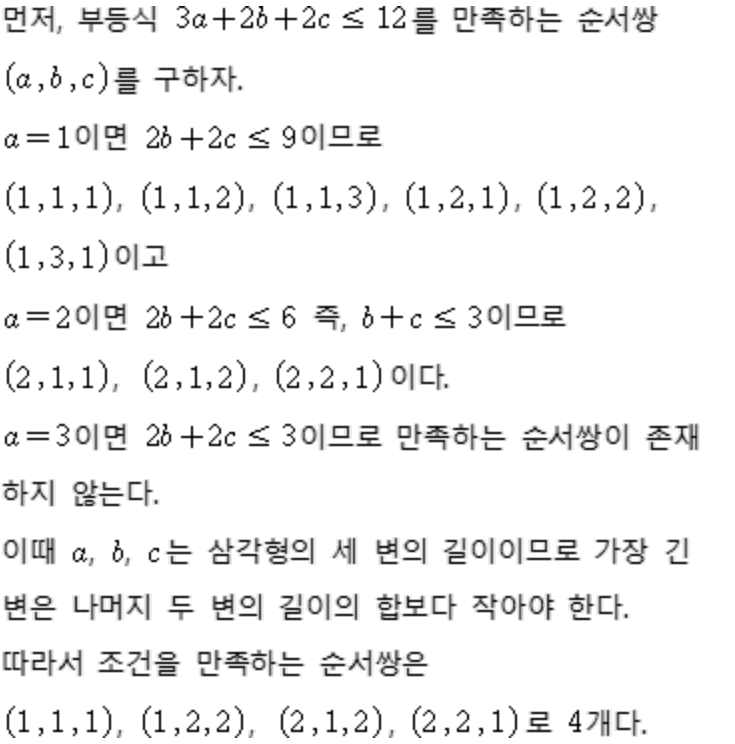 먼저, 부등식 3a+2b+2c ≤ 12를 만족하는 순서쌍
(a,b,c)를 구하자.
a=1이면 2b+2c ≤ 9이므로
(1,1,1), (1,1,2), (1,1,3), (1,2,1), (1,2,2),
(1,3,1)이고
a=2이면 2b+2c ≤ 6 즉, b+c ≤ 3이므로
(2,1,1), (2,1,2), (2,2,1)이다.
a=3이면 2b+2c ≤ 3이므로 만족하는 순서쌍이 존재
하지 않는다.
이때 a, b, c는 삼각형의 세 변의 길이이므로 가장 긴
변은 나머지 두 변의 길이의 합보다 작아야 한다.
따라서 조건을 만족하는 순서쌍은
(1,1,1), (1,2,2), (2,1,2), (2,2,1)로 4개다.